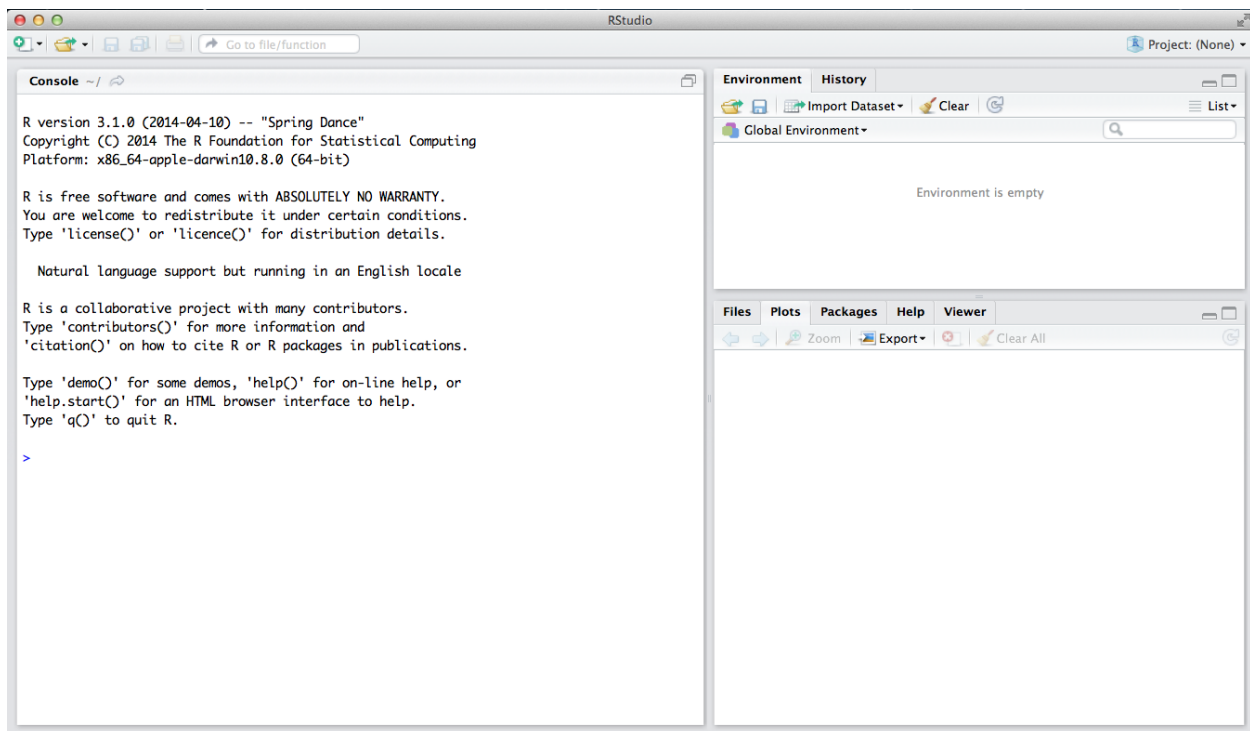 RStudio
Go to file/function
Project: (None)
Console ~/
R version 3.1.0 (2014-04-10) -- "Spring Dance"
Copyright (C) 2014 The R Foundation for Statistical Computing
Platform: x86_64-apple-darwin10.8.0 (64-bit)
R is free software and comes with ABSOLUTELY NO WARRANTY.
You are welcome to redistribute it under certain conditions.
Type 'license()' or 'licence()' for distribution details.
Natural language support but running in an English locale
R is a collaborative project with many contributors.
Type 'contributors()' for more information and
'citation()' on how to cite R or R packages in publications.
Type 'demo()' for some demos, 'help()' for on-line help, or
'help.start()' for an HTML browser interface to help.
Type 'q()' to quit R.
>
Environment History
Import Dataset Clear List
Global Environment
Environment is empty
Files Plots Packages Help Viewer
Zoom Export Clear All